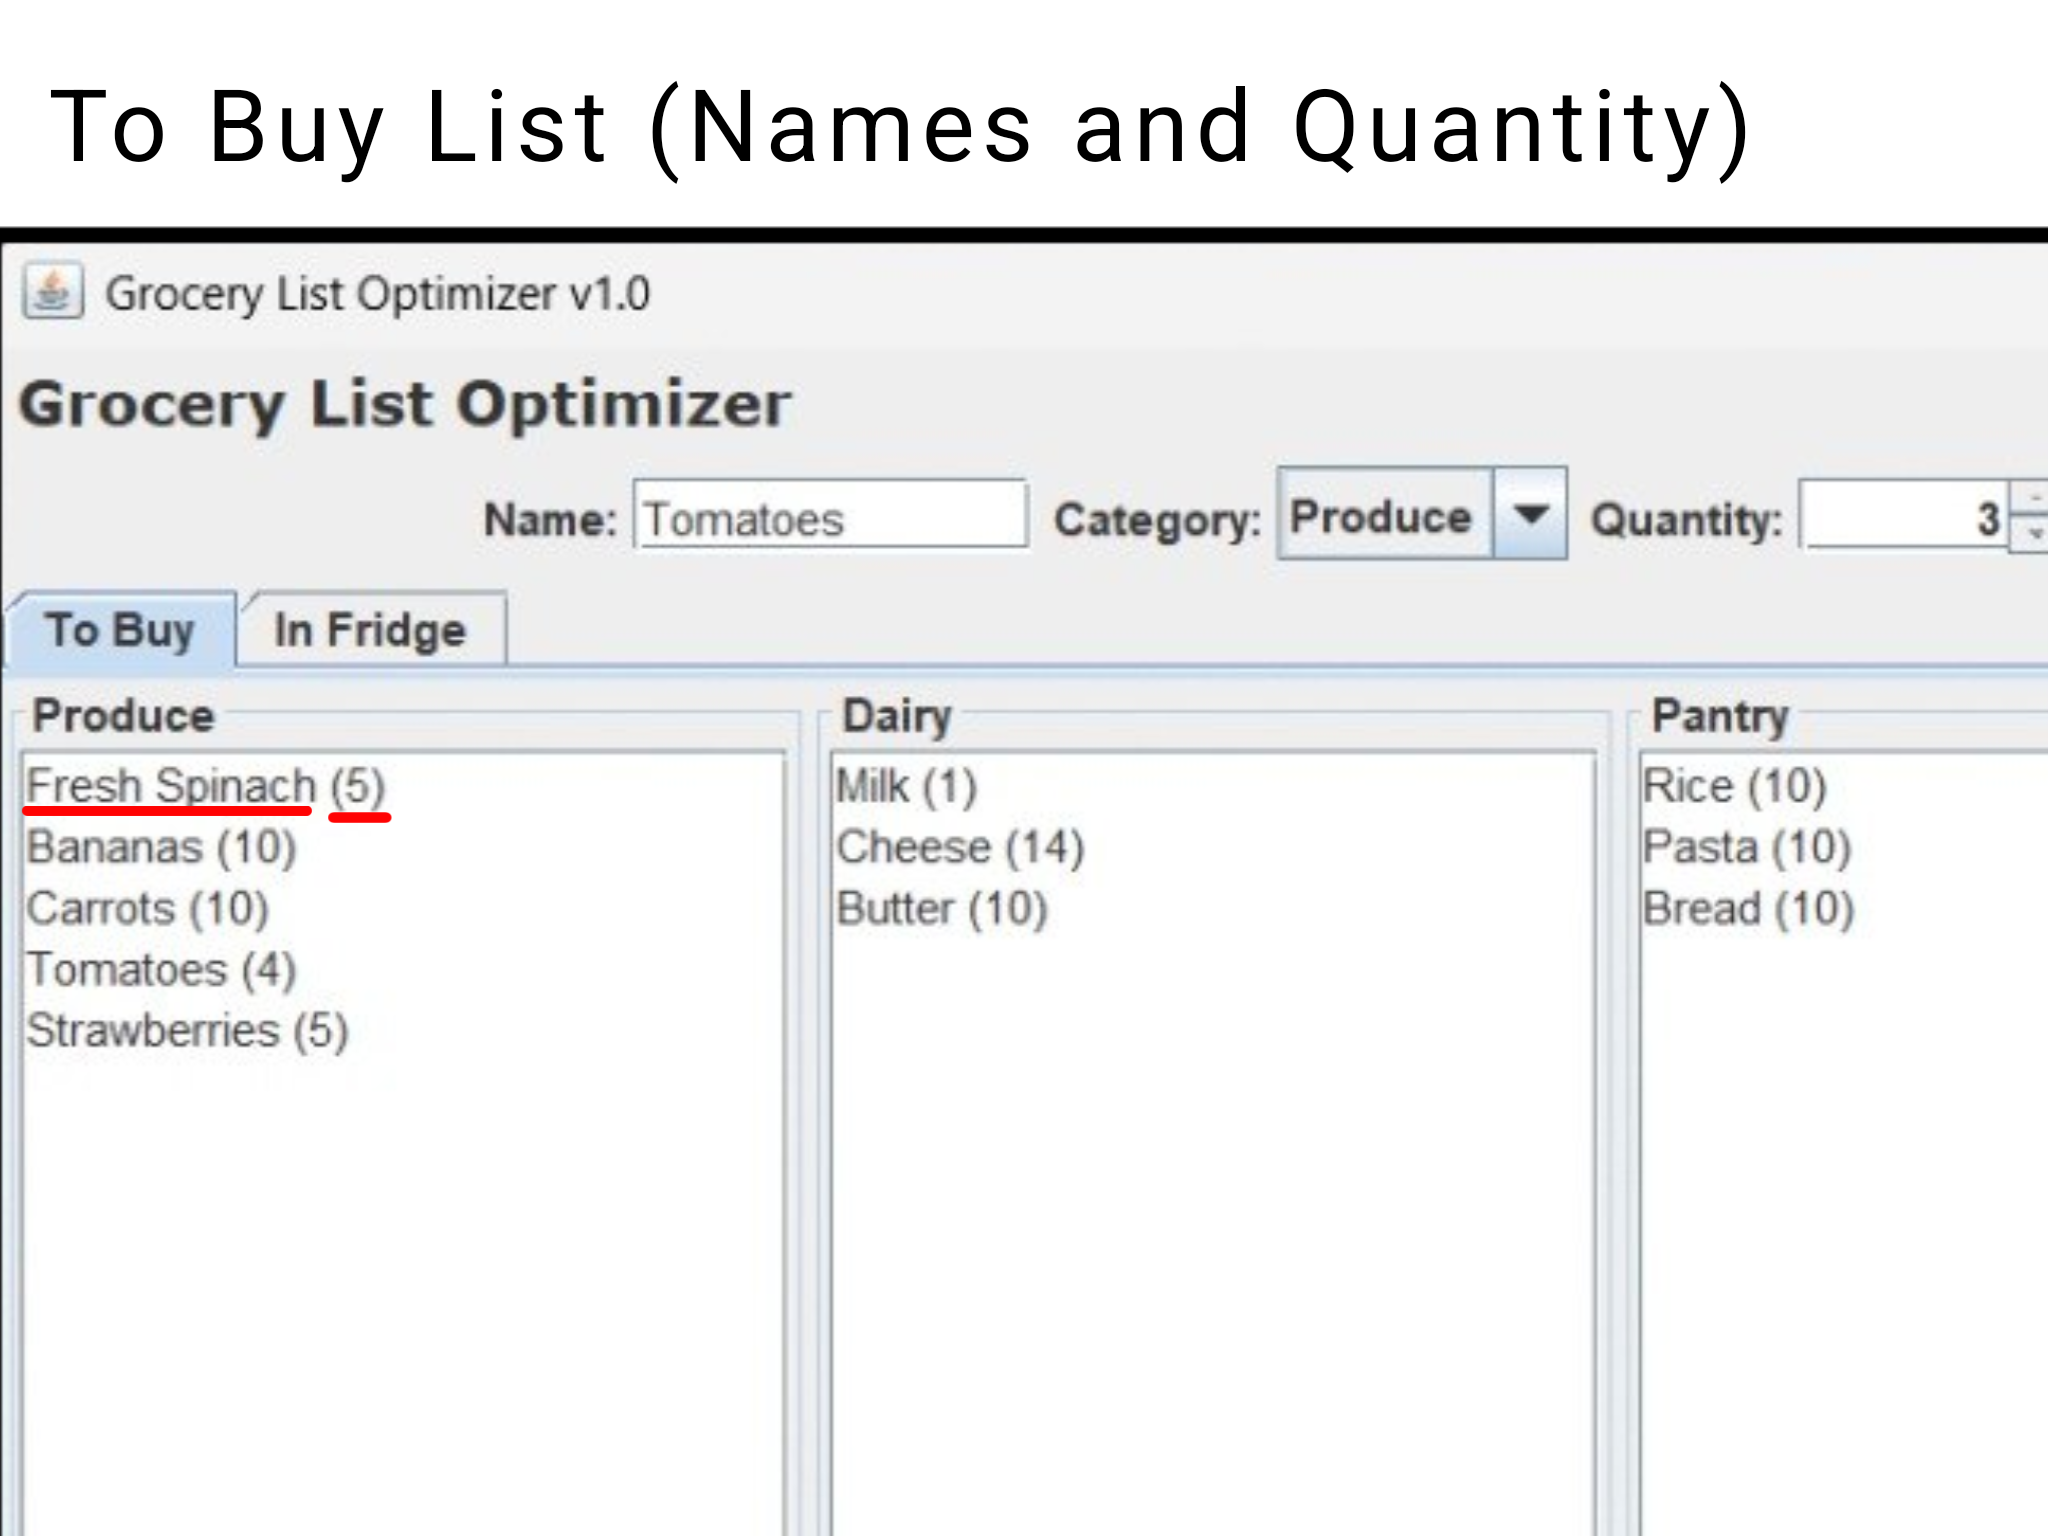 To Buy List (Names and Quantity)
Grocery List Optimizer v1.0
Grocery List Optimizer
Name: Tomatoes Category: Produce Quantity: 3
To Buy In Fridge
Produce
Fresh Spinach (5)
Bananas (10)
Carrots (10)
Tomatoes (4)
Strawberries (5)
Dairy
Milk (1)
Cheese (14)
Butter (10)
Pantry
Rice (10)
Pasta (10)
Bread (10)